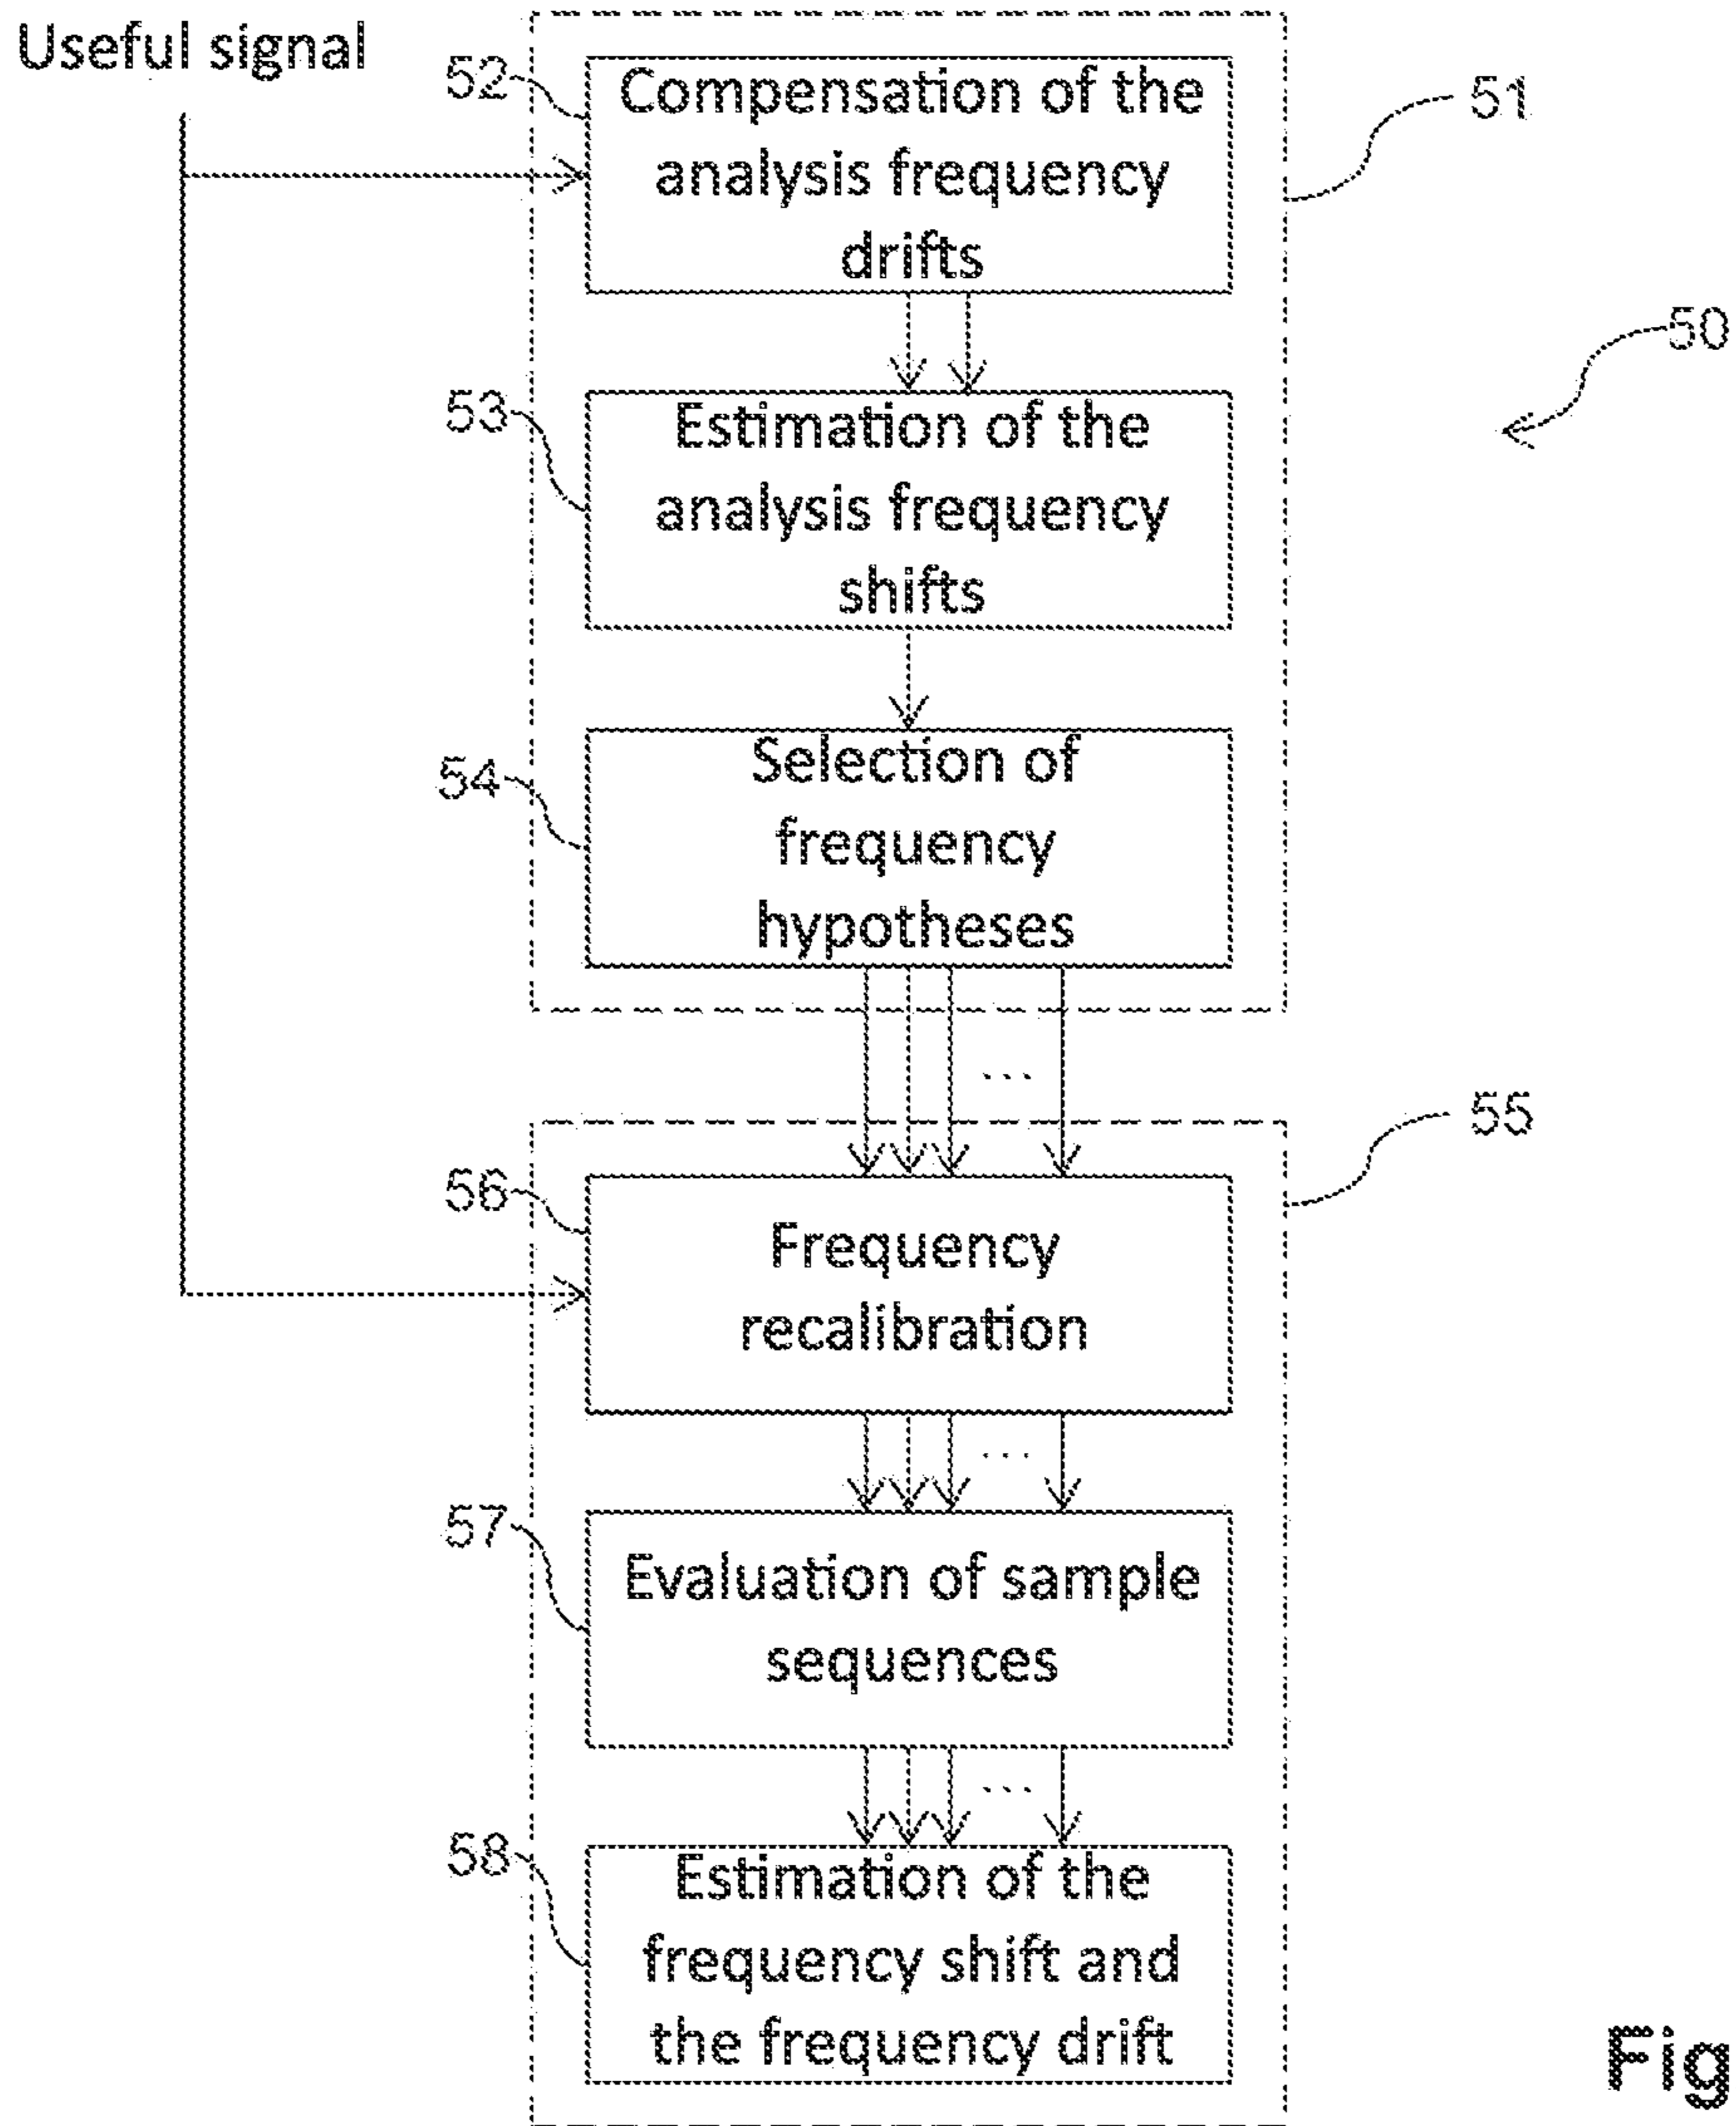 Useful signal
52
Compensation of the
analysis frequency
drifts
51
50
53
Estimation of the
analysis frequency
shifts
54
Selection of
frequency
hypotheses
...
55
56
Frequency
recalibration
...
57
Evaluation of sample
sequences
...
58
Estimation of the
frequency shift and
the frequency drift
Fig